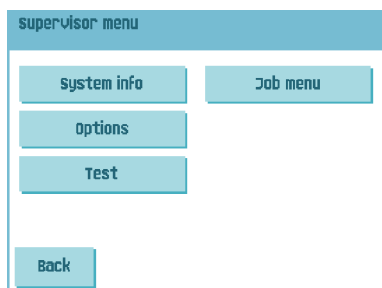 Supervisor menu
System info
Job menu
Options
Test
Back